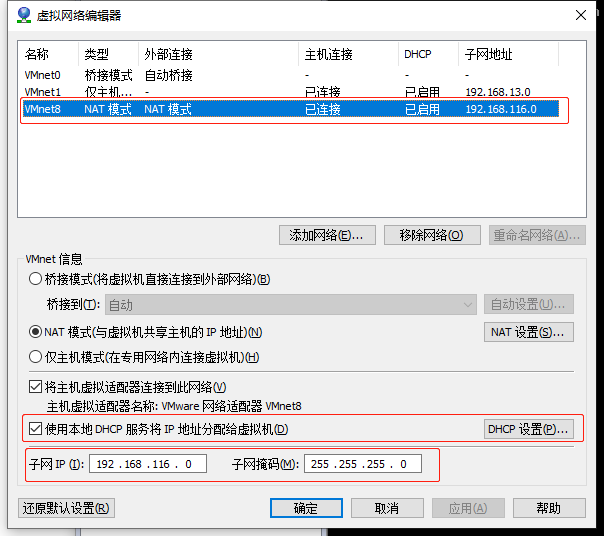 虚拟网络编辑器
名称 类型 外部连接 主机连接 DHCP 子网地址
VMnet0 桥接模式 自动桥接 - - -
VMnet1 仅主机... - 已连接 已启用 192.168.13.0
VMnet8 NAT 模式 NAT 模式 已连接 已启用 192.168.116.0
添加网络(E)... 移除网络(O) 重命名网络(A)...
VMnet 信息
桥接模式(将虚拟机直接连接到外部网络)(B)
桥接到(T): 自动 自动设置(U)...
NAT 模式(与虚拟机共享主机的 IP 地址)(N) NAT 设置(S)...
仅主机模式(在专用网络内连接虚拟机)(H)
将主机虚拟适配器连接到此网络(V)
主机虚拟适配器名称: VMware 网络适配器 VMnet8
使用本地 DHCP 服务将 IP 地址分配给虚拟机(D) DHCP 设置(P)...
子网 IP (I): 192 . 168 . 116 . 0 子网掩码(M): 255 . 255 . 255 . 0
还原默认设置(R) 确定 取消 应用(A) 帮助